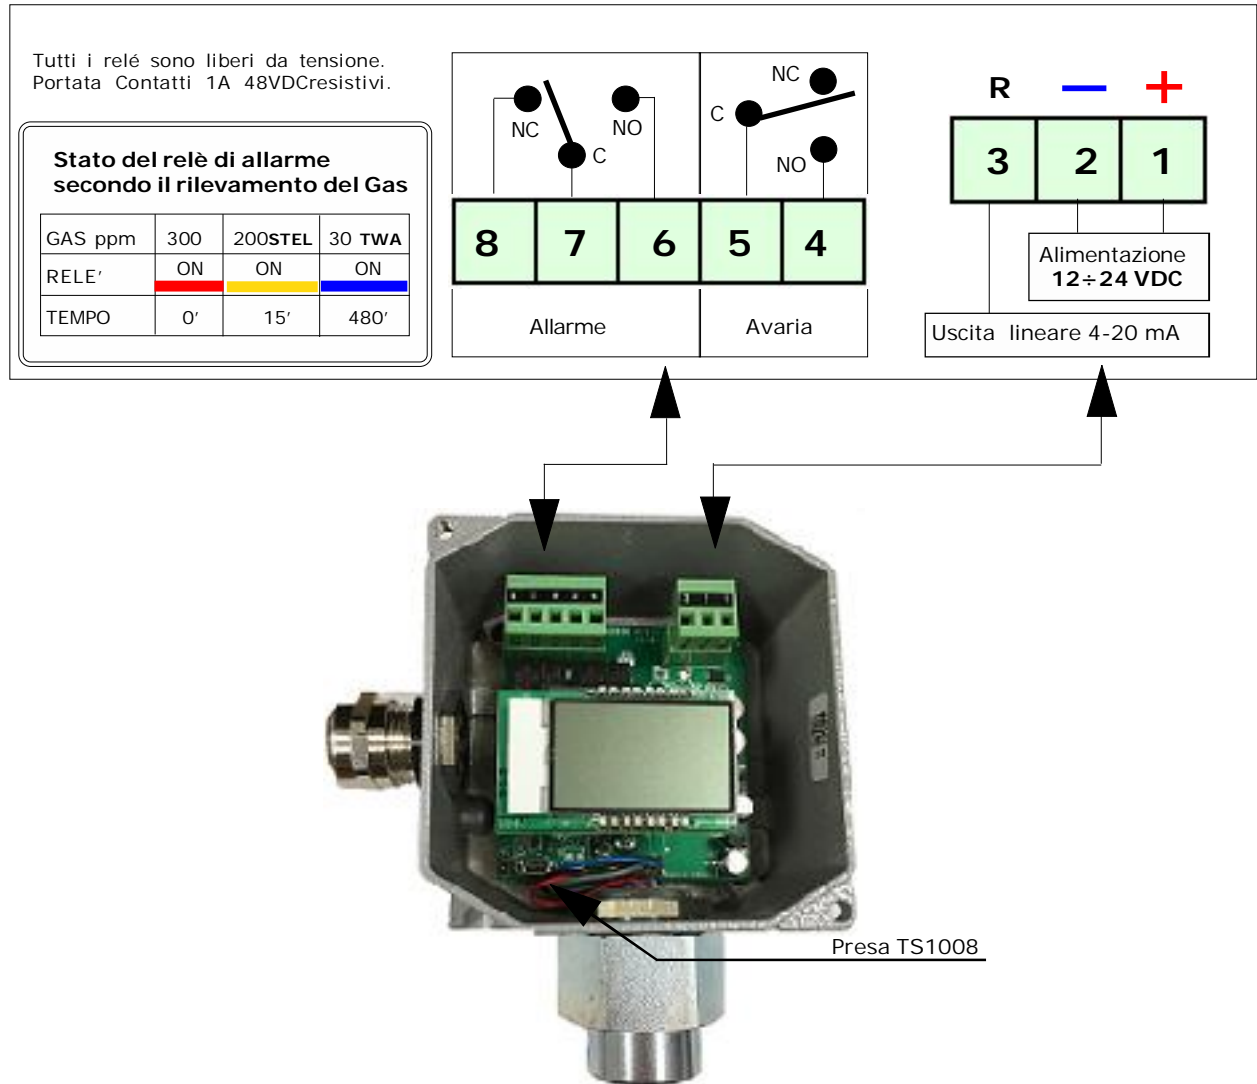 Tutti i relé sono liberi da tensione.
Portata Contatti 1A 48VDCresistivi.
Stato del relè di allarme
secondo il rilevamento del Gas
GAS ppm 300 200STEL 30 TWA
RELE' ON ON ON
TEMPO 0' 15' 480'
NC NO C
C NC NO
8 7 6 5 4
Allarme Avaria
R — +
3 2 1
Alimentazione
12÷24 VDC
Uscita lineare 4-20 mA
Presa TS1008